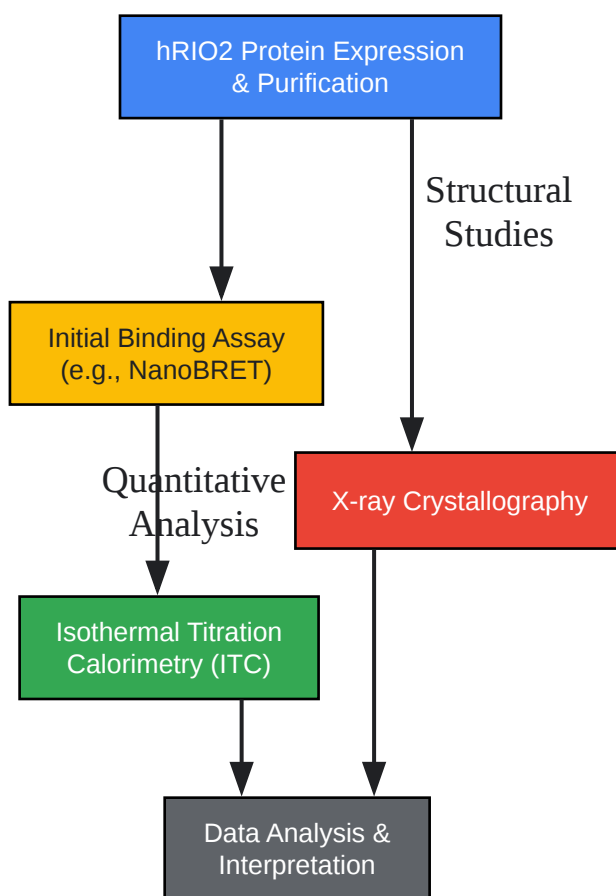 hRIO2 Protein Expression
& Purification
Structural
Studies
Initial Binding Assay
(e.g., NanoBRET)
Quantitative
Analysis
X-ray Crystallography
Isothermal Titration
Calorimetry (ITC)
Data Analysis &
Interpretation